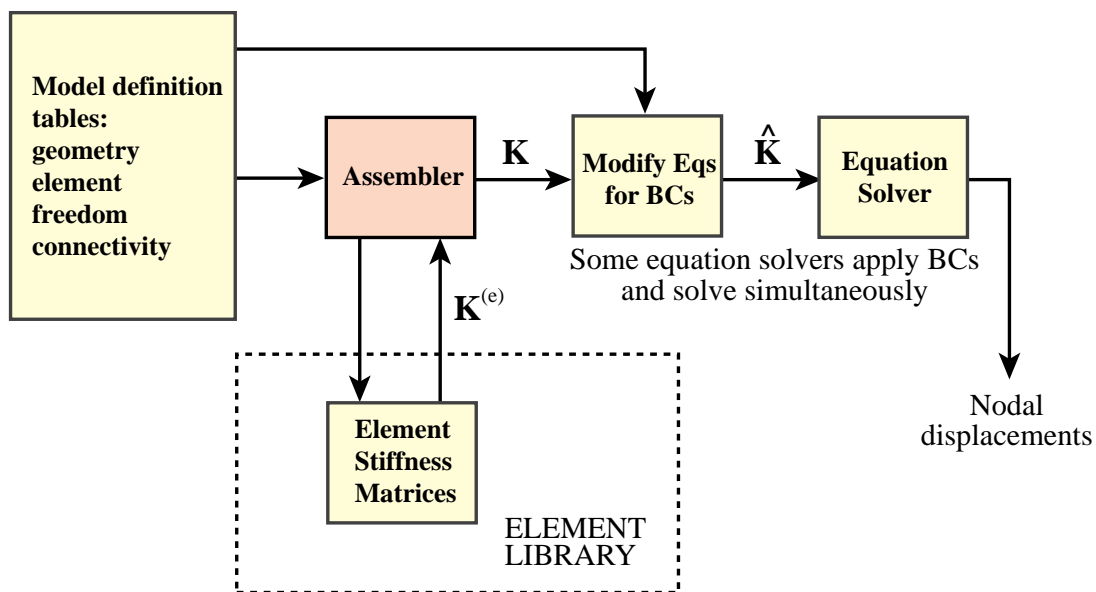 Model definition
tables:
geometry
element
freedom
connectivity
Assembler
K
Modify Eqs
for BCs
K̂
Equation
Solver
Some equation solvers apply BCs
and solve simultaneously
K(e)
Nodal
displacements
Element
Stiffness
Matrices
ELEMENT
LIBRARY